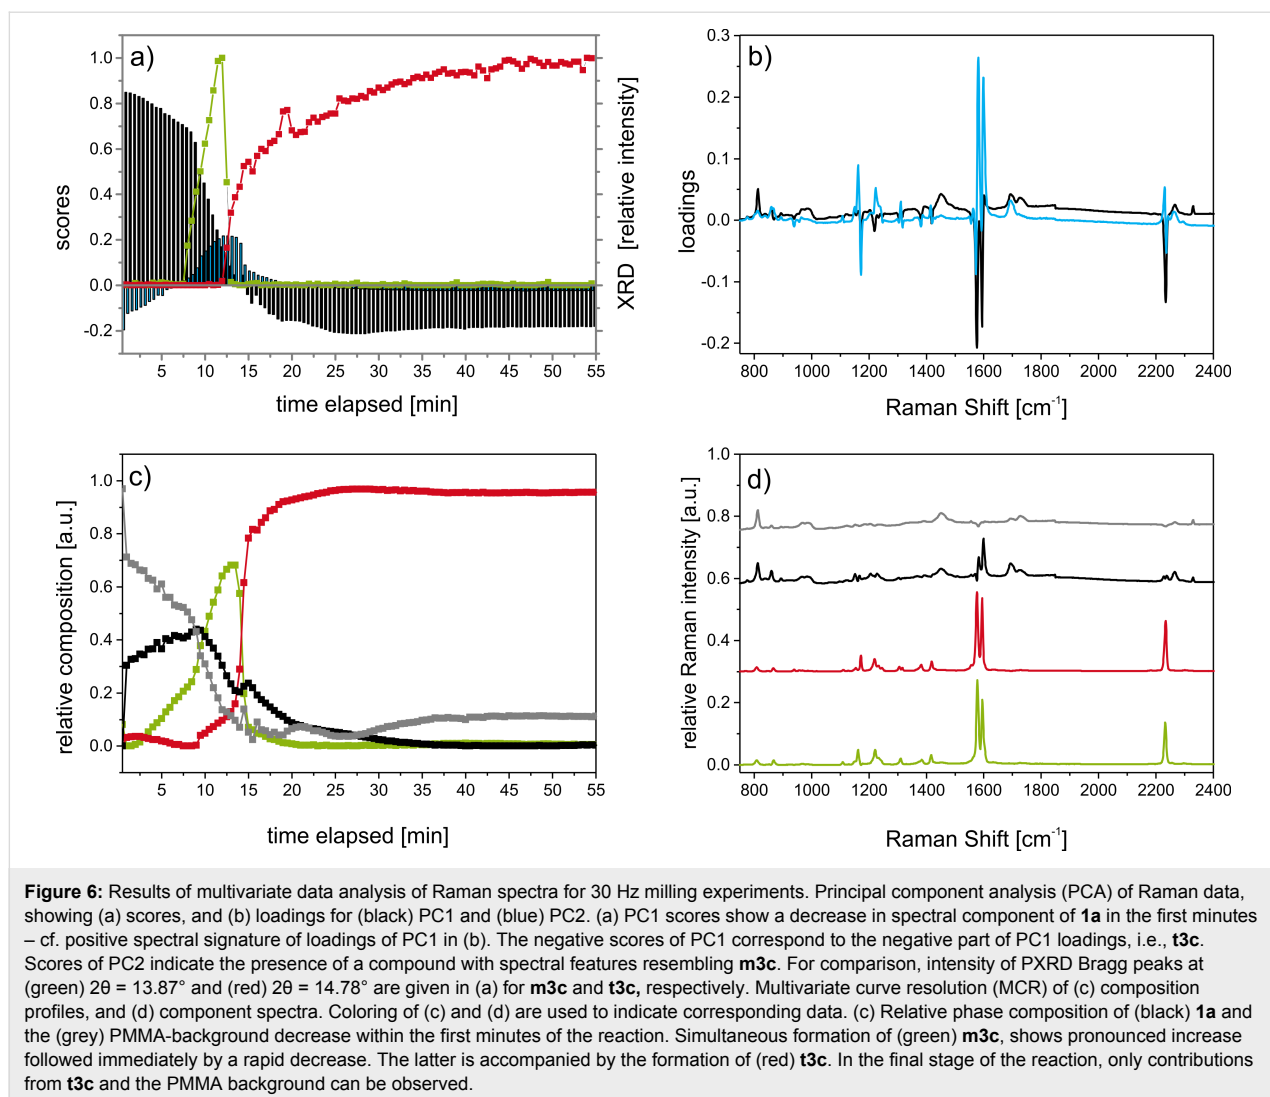 a)
1.0
0.8
0.6
0.4
0.2
0.0
-0.2
scores
XRD [relative intensity]
5 10 15 20 25 30 35 40 45 50 55
time elapsed [min]
b)
0.3
0.2
0.1
0.0
-0.1
-0.2
loadings
800 1000 1200 1400 1600 1800 2000 2200 2400
Raman Shift [cm-1]
c)
1.0
0.8
0.6
0.4
0.2
0.0
relative composition [a.u.]
5 10 15 20 25 30 35 40 45 50 55
time elapsed [min]
d)
1.0
0.8
0.6
0.4
0.2
0.0
relative Raman intensity [a.u.]
800 1000 1200 1400 1600 1800 2000 2200 2400
Raman Shift [cm-1]
Figure 6: Results of multivariate data analysis of Raman spectra for 30 Hz milling experiments. Principal component analysis (PCA) of Raman data,
showing (a) scores, and (b) loadings for (black) PC1 and (blue) PC2. (a) PC1 scores show a decrease in spectral component of 1a in the first minutes
– cf. positive spectral signature of loadings of PC1 in (b). The negative scores of PC1 correspond to the negative part of PC1 loadings, i.e., t3c.
Scores of PC2 indicate the presence of a compound with spectral features resembling m3c. For comparison, intensity of PXRD Bragg peaks at
(green) 2θ = 13.87° and (red) 2θ = 14.78° are given in (a) for m3c and t3c, respectively. Multivariate curve resolution (MCR) of (c) composition
profiles, and (d) component spectra. Coloring of (c) and (d) are used to indicate corresponding data. (c) Relative phase composition of (black) 1a and
the (grey) PMMA-background decrease within the first minutes of the reaction. Simultaneous formation of (green) m3c, shows pronounced increase
followed immediately by a rapid decrease. The latter is accompanied by the formation of (red) t3c. In the final stage of the reaction, only contributions
from t3c and the PMMA background can be observed.